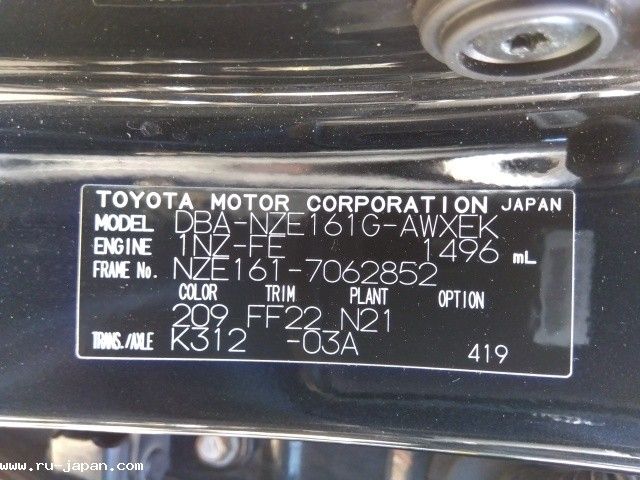 TOYOTA MOTOR CORPORATION JAPAN
MODEL DBA-NZE161G-AWXEK
ENGINE 1NZ-FE 1496 mL
FRAME No. NZE161-7062852
COLOR TRIM PLANT OPTION
209 FF22 N21
TRANS./AXLE K312 -03A 419
www.ru-japan.com